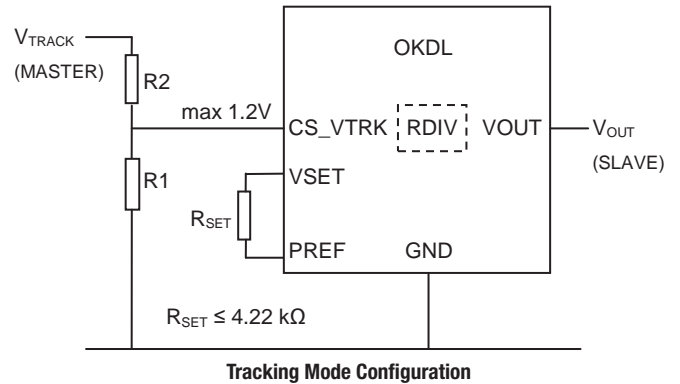 VTRACK
(MASTER)
R2
max 1.2V
R1
OKDL
CS_VTRK
RDIV
VOUT
VOUT
(SLAVE)
VSET
RSET
PREF
GND
RSET ≤ 4.22 kΩ
Tracking Mode Configuration